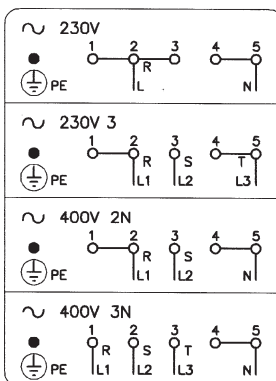 ~ 230V
1 2 3 4 5
R
PE L N
~ 230V 3
1 2 3 4 5
R S T
PE L1 L2 L3
~ 400V 2N
1 2 3 4 5
R S
PE L1 L2 N
~ 400V 3N
1 2 3 4 5
R S T
PE L1 L2 L3 N